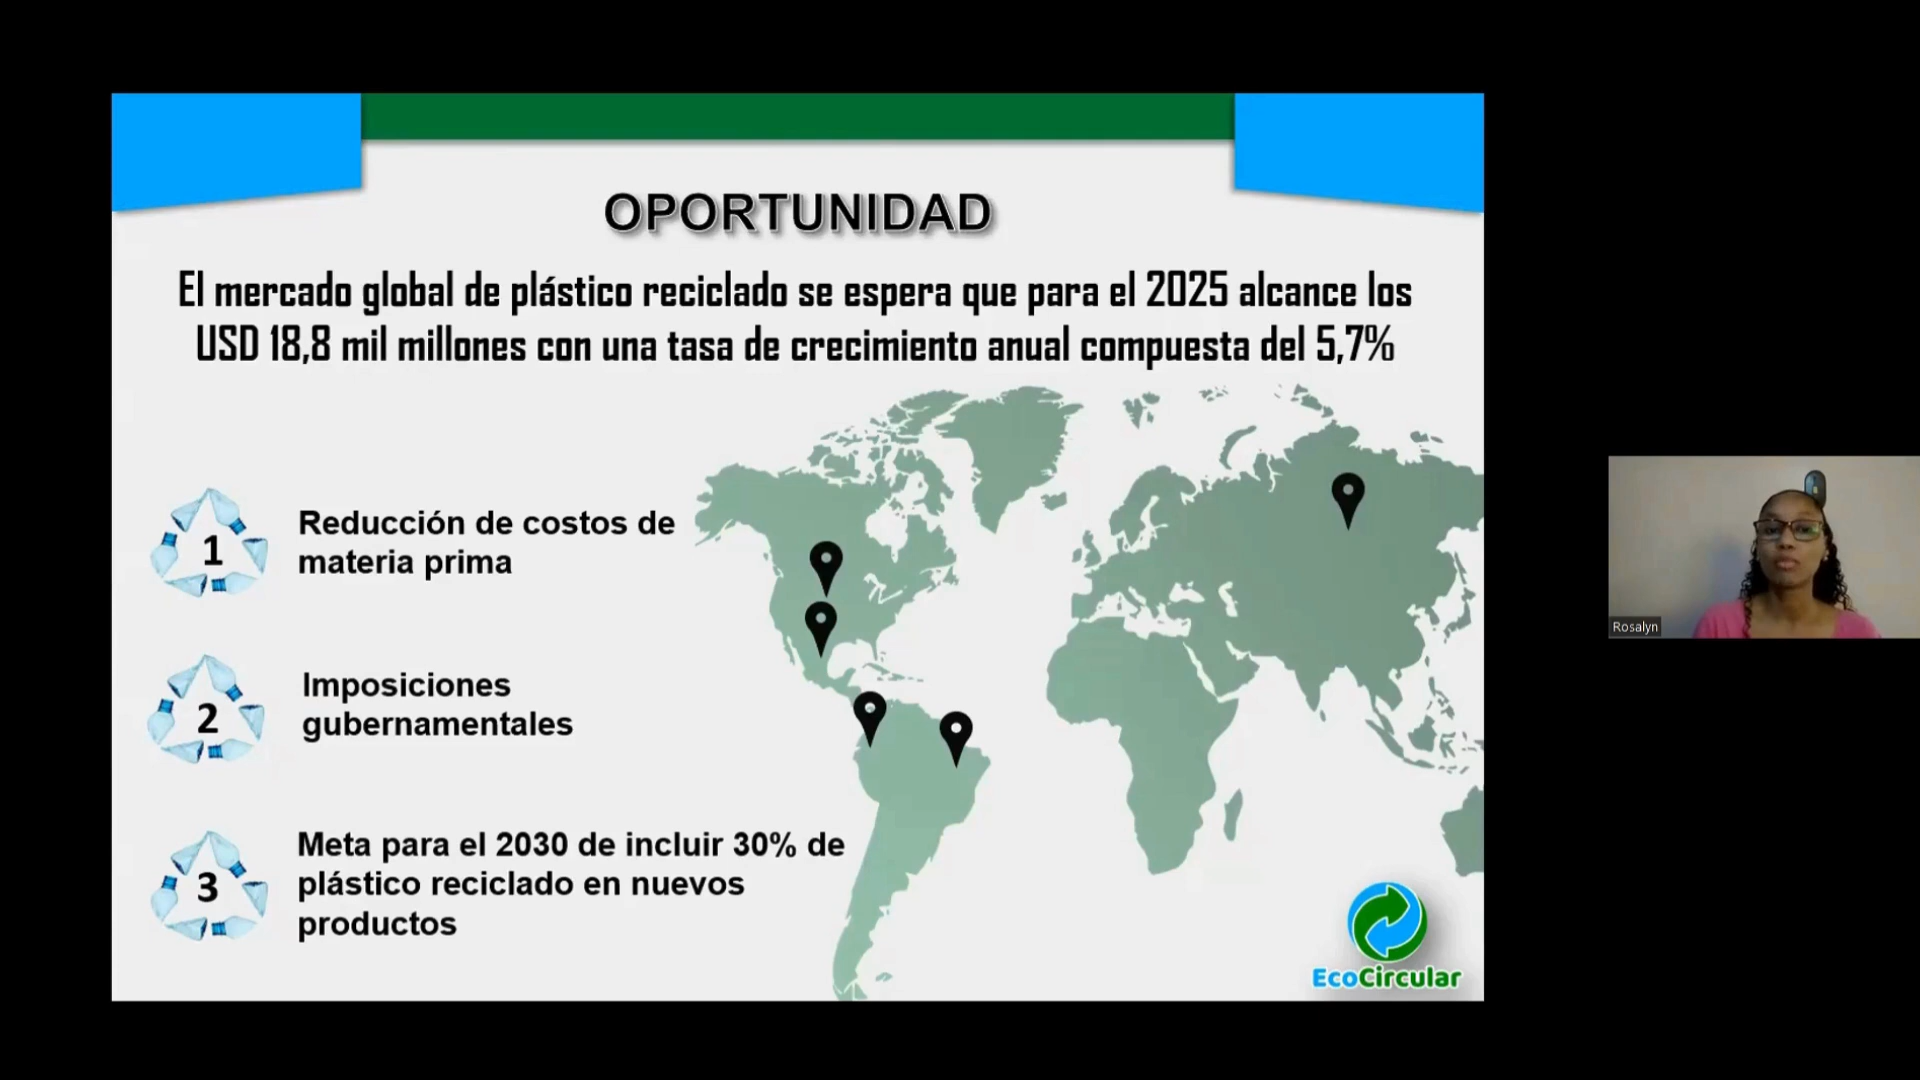 OPORTUNIDAD
El mercado global de plástico reciclado se espera que para el 2025 alcance los
USD 18,8 mil millones con una tasa de crecimiento anual compuesta del 5,7%
1
Reducción de costos de
materia prima
2
Imposiciones
gubernamentales
3
Meta para el 2030 de incluir 30% de
plástico reciclado en nuevos
productos
EcoCircular
Rosalyn